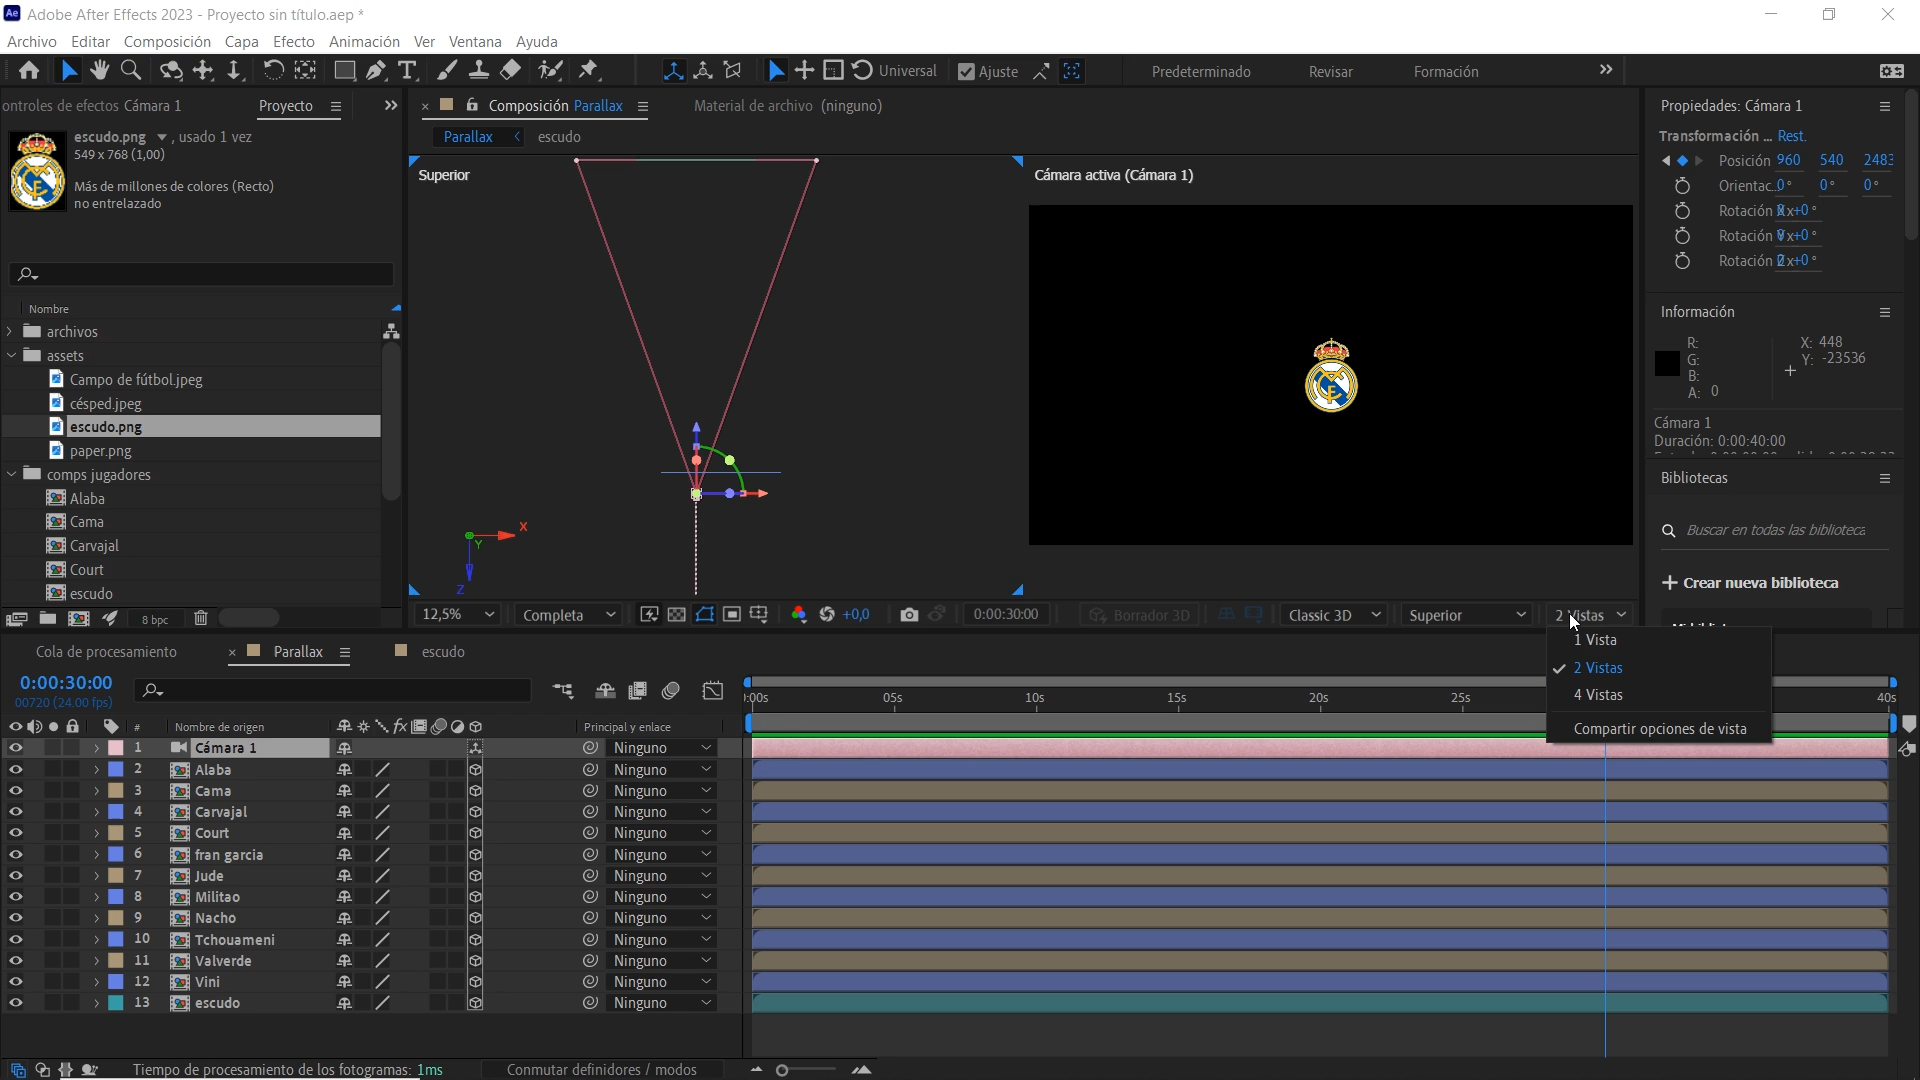 Adobe After Effects 2023 - Proyecto sin título.aep *
Archivo Editar Composición Capa Efecto Animación Ver Ventana Ayuda
Universal Ajuste Predeterminado Revisar Formación
ontroles de efectos Cámara 1 Proyecto
Composición Parallax Material de archivo (ninguno)
Propiedades: Cámara 1
escudo.png , usado 1 vez
549 x 768 (1,00)
Más de millones de colores (Recto)
no entrelazado
Parallax escudo
Superior
Cámara activa (Cámara 1)
Transformación ... Rest.
Posición 960 540 2483
Orientac... 0° 0° 0°
Rotación x+0°
Rotación x+0°
Rotación x+0°
Nombre
archivos
assets
Campo de fútbol.jpeg
césped.jpeg
escudo.png
paper.png
comps jugadores
Alaba
Cama
Carvajal
Court
escudo
8 bpc
X
Y
Z
Información
R:
G:
B:
A: 0
X: 448
Y: -23536
Cámara 1
Duración: 0:00:40:00
Bibliotecas
Buscar en todas las biblioteca
Crear nueva biblioteca
12,5% Completa +0,0 0:00:30:00 Borrador 3D Classic 3D Superior 2 Vistas
1 Vista
2 Vistas
4 Vistas
Compartir opciones de vista
Cola de procesamiento Parallax escudo
0:00:30:00
00720 (24.00 fps)
:00s 05s 10s 15s 20s 25s 40s
# Nombre de origen fx Principal y enlace
1 Cámara 1 Ninguno
2 Alaba Ninguno
3 Cama Ninguno
4 Carvajal Ninguno
5 Court Ninguno
6 fran garcia Ninguno
7 Jude Ninguno
8 Militao Ninguno
9 Nacho Ninguno
10 Tchouameni Ninguno
11 Valverde Ninguno
12 Vini Ninguno
13 escudo Ninguno
Tiempo de procesamiento de los fotogramas: 1ms Conmutar definidores / modos